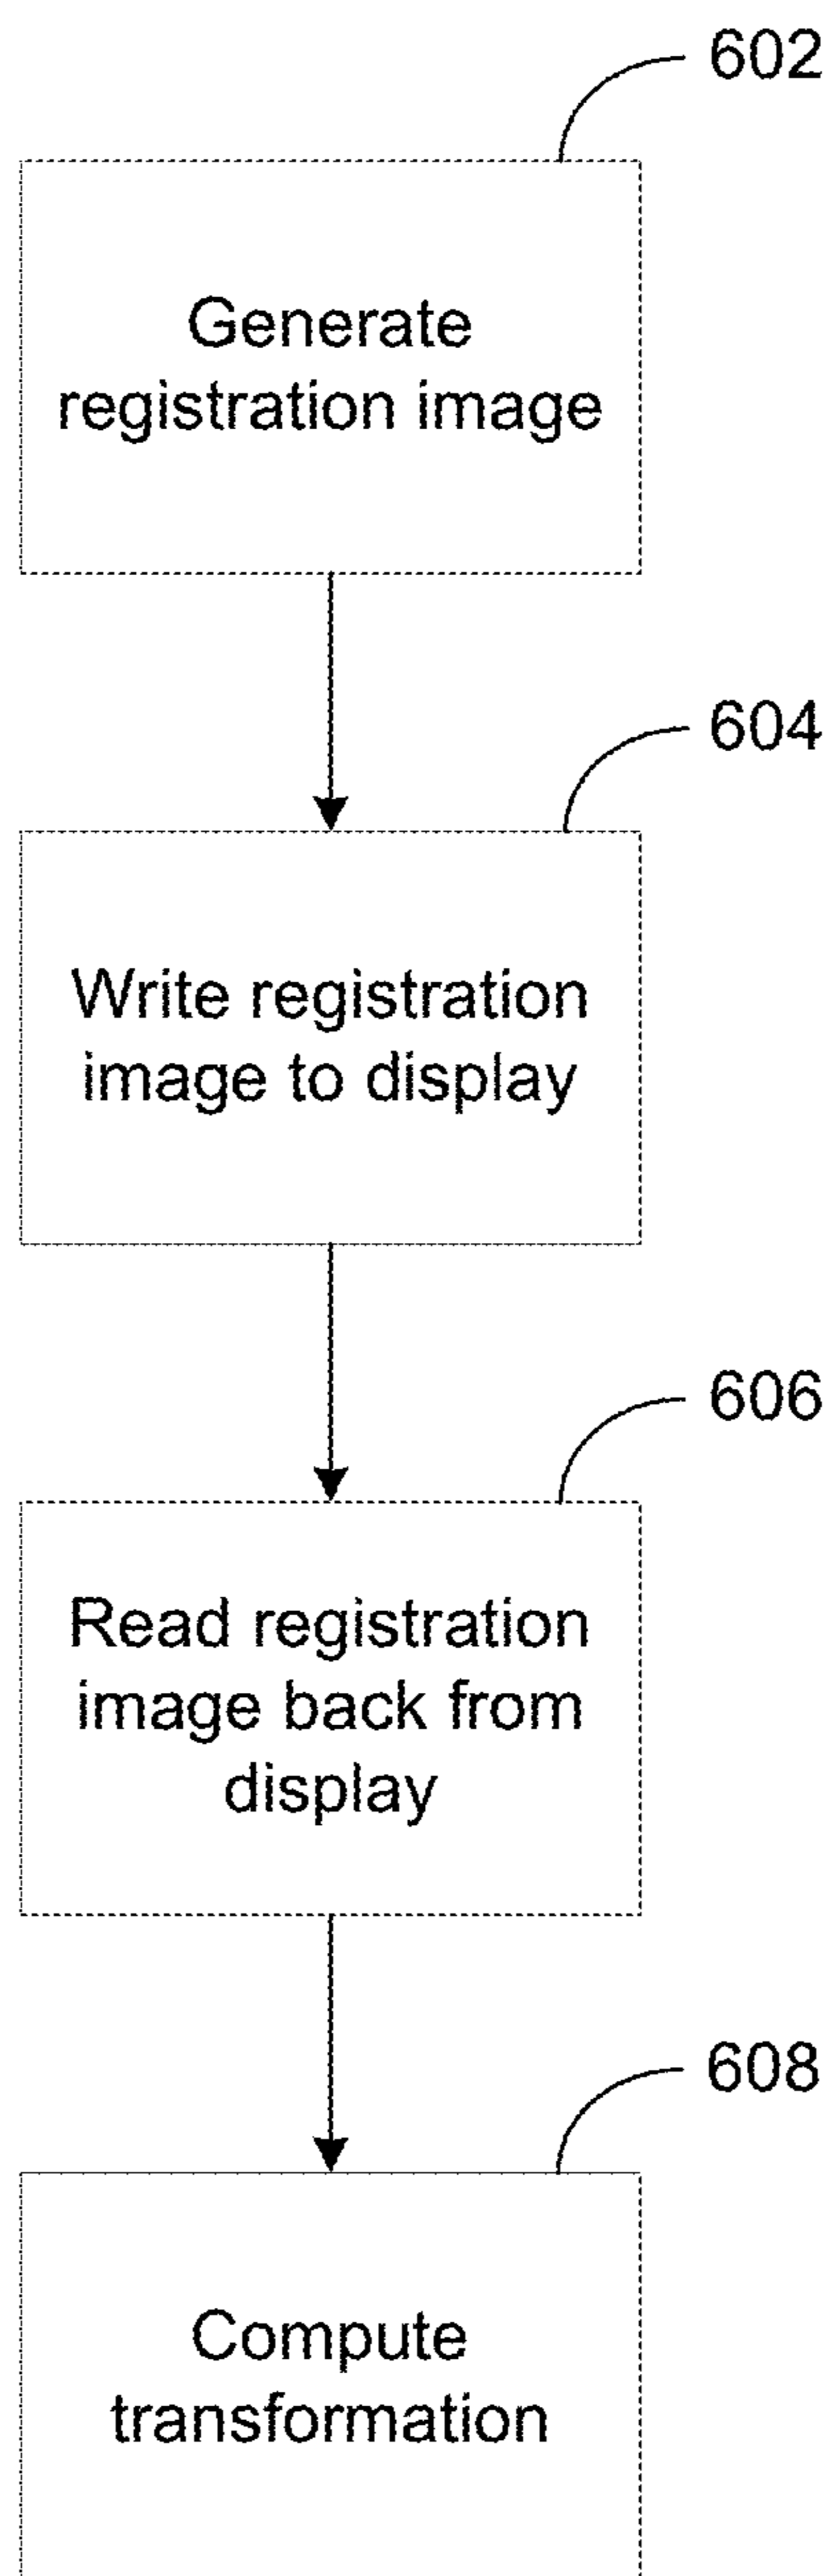 602
Generate
registration image
604
Write registration
image to display
606
Read registration
image back from
display
608
Compute
transformation